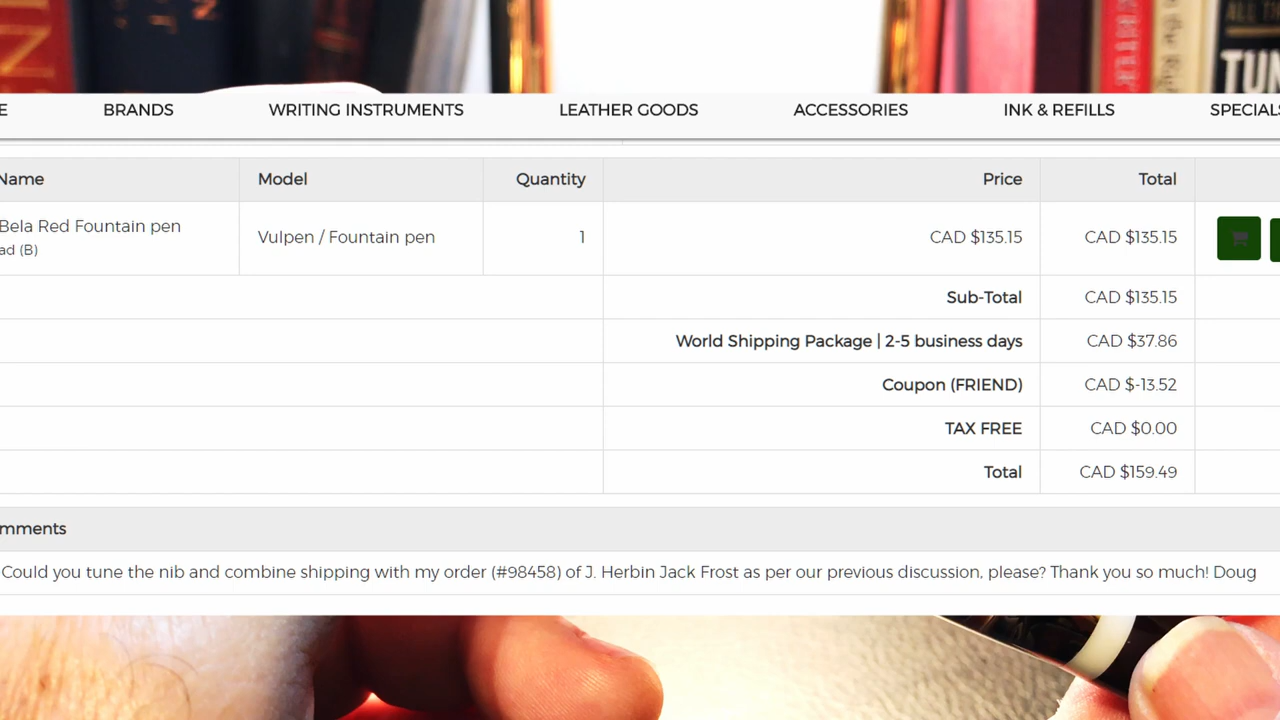 E BRANDS WRITING INSTRUMENTS LEATHER GOODS ACCESSORIES INK & REFILLS SPECIALS
Name Model Quantity Price Total
Bela Red Fountain pen Vulpen / Fountain pen 1 CAD $135.15 CAD $135.15
ad (B)
Sub-Total CAD $135.15
World Shipping Package | 2-5 business days CAD $37.86
Coupon (FRIEND) CAD $-13.52
TAX FREE CAD $0.00
Total CAD $159.49
mments
Could you tune the nib and combine shipping with my order (#98458) of J. Herbin Jack Frost as per our previous discussion, please? Thank you so much! Doug